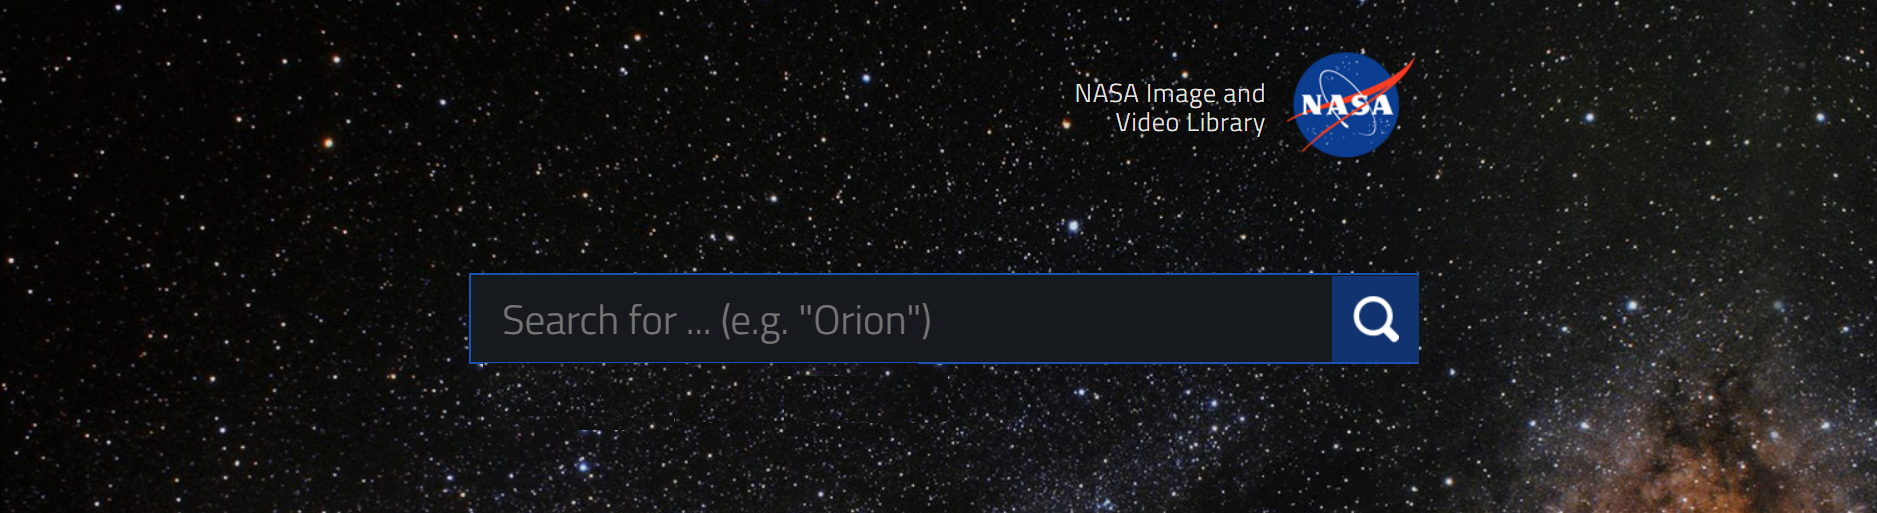 NASA Image and
Video Library
NASA
Search for ... (e.g. "Orion")